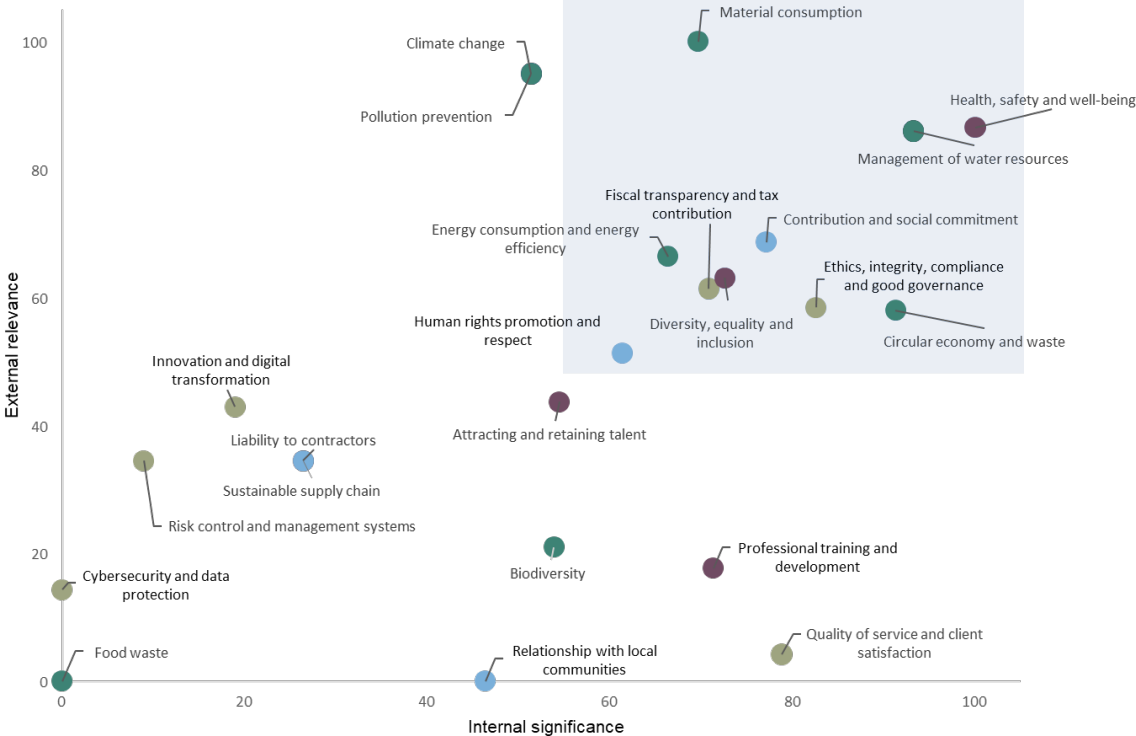 Material consumption
100
Climate change
Health, safety and well-being
Pollution prevention
Management of water resources
80
Fiscal transparency and tax
contribution
Contribution and social commitment
Energy consumption and energy
efficiency
Ethics, integrity, compliance
and good governance
60
Human rights promotion and
respect
Diversity, equality and
inclusion
Circular economy and waste
External relevance
Innovation and digital
transformation
40
Liability to contractors
Attracting and retaining talent
Sustainable supply chain
Risk control and management systems
20
Professional training and
development
Biodiversity
Cybersecurity and data
protection
Quality of service and client
satisfaction
Food waste
Relationship with local
communities
0
0
20
40
60
80
100
Internal significance